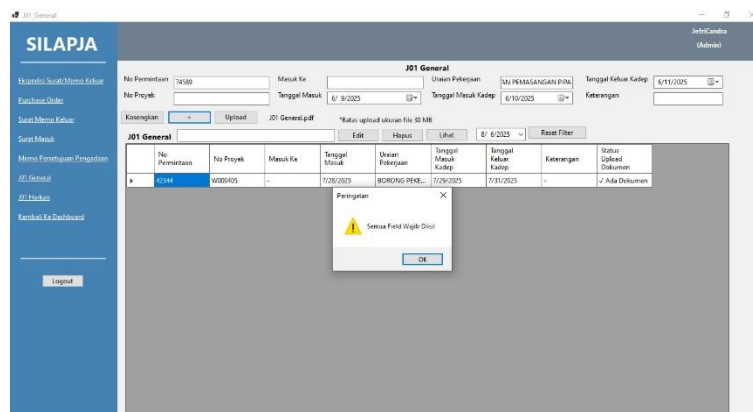 J01 General
SILAPJA
JefriCandra
(Admin)
Ekspedisi Surat/Memo Keluar
Purchase Order
Surat Memo Keluar
Surat Masuk
Memo Persetujuan Pengadaan
J01 General
J01 Harkan
Kembali Ke Dashboard
Logout
J01 General
No Permintaan 74589
Masuk Ke
Uraian Pekerjaan AN PEMASANGAN PIPA
Tanggal Keluar Kadep 6/11/2025
No Proyek
Tanggal Masuk 6/ 9/2025
Tanggal Masuk Kadep 6/10/2025
Keterangan
Kosongkan + Upload J01 General.pdf *Batas upload ukuran file 30 MB
J01 General Edit Hapus Lihat 8/ 6/2025 Reset Filter
No Permintaan No Proyek Masuk Ke Tanggal Masuk Uraian Pekerjaan Tanggal Masuk Kadep Tanggal Keluar Kadep Keterangan Status Upload Dokumen
42344 W000405 - 7/28/2025 BORONG PEKE... 7/29/2025 7/31/2025 - √ Ada Dokumen
Peringatan
Semua Field Wajib Diisi!
OK